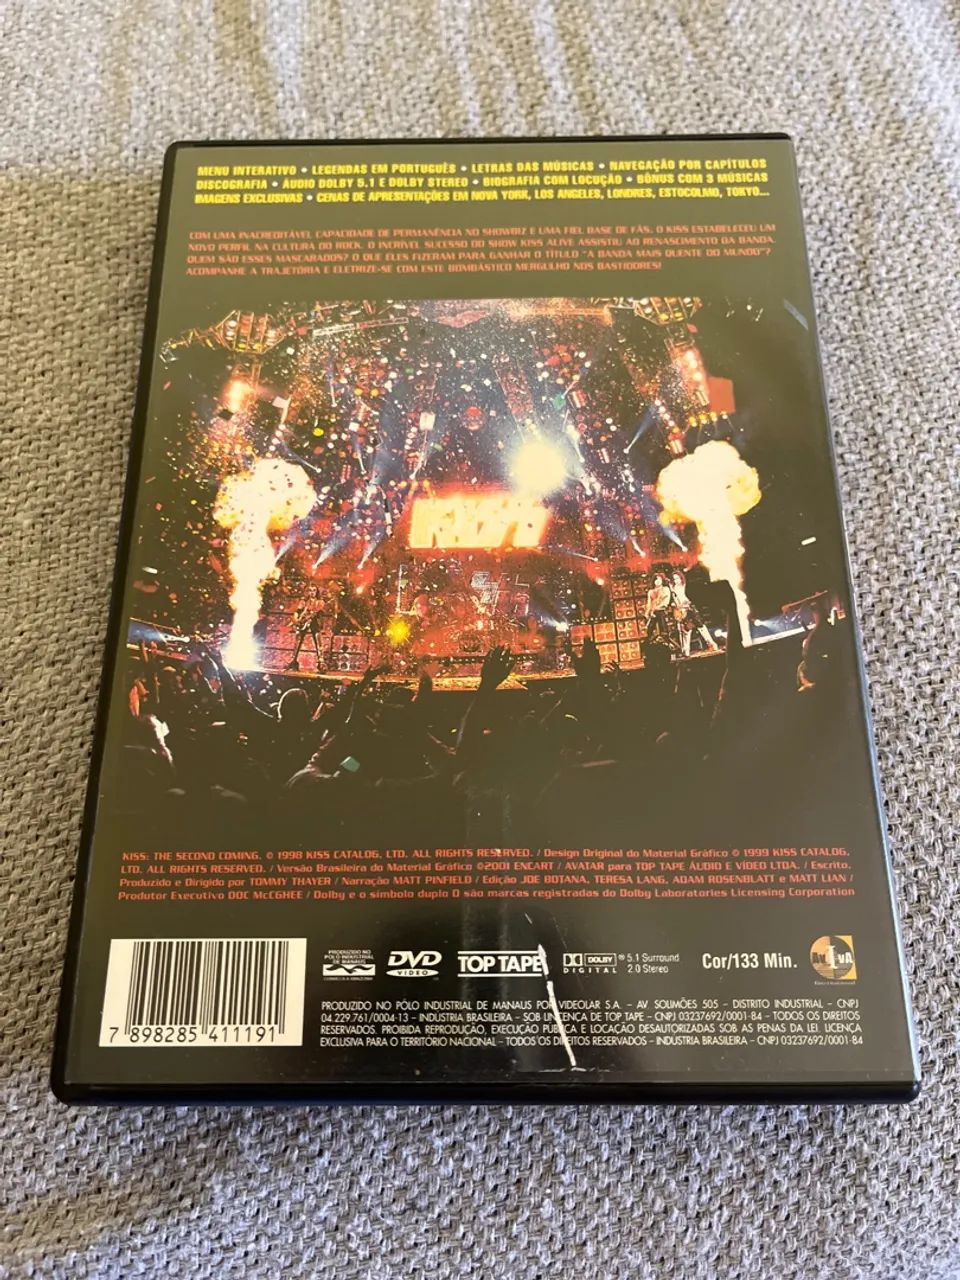 MENU INTERATIVO • LEGENDAS EM PORTUGUÊS • LETRAS DAS MÚSICAS • NAVEGAÇÃO POR CAPÍTULOS
DISCOGRAFIA • ÁUDIO DOLBY 5.1 E DOLBY STEREO • BIOGRAFIA COM LOCUÇÃO • BÔNUS COM 3 MÚSICAS
IMAGENS EXCLUSIVAS • CENAS DE APRESENTAÇÕES EM NOVA YORK, LOS ANGELES, LONDRES, ESTOCOLMO, TOKYO...
COM UMA INACREDITÁVEL CAPACIDADE DE PERMANÊNCIA NO SHOWBIZ E UMA FIEL BASE DE FÃS, O KISS ESTABELECEU UM
NOVO PERFIL NA CULTURA DO ROCK. O INCRÍVEL SUCESSO DO SHOW KISS ALIVE ASSISTIU AO RENASCIMENTO DA BANDA.
QUEM SÃO ESSES MASCARADOS? O QUE ELES FIZERAM PARA GANHAR O TÍTULO "A BANDA MAIS QUENTE DO MUNDO"?
ACOMPANHE A TRAJETÓRIA E ELETRIZE-SE COM ESTE BOMBÁSTICO MERGULHO NOS BASTIDORES!
KISS
KISS: THE SECOND COMING. © 1998 KISS CATALOG, LTD. ALL RIGHTS RESERVED. / Design Original do Material Gráfico © 1999 KISS CATALOG,
LTD. ALL RIGHTS RESERVED. / Versão Brasileira do Material Gráfico ©2001 ENCART / AVATAR para TOP TAPE ÁUDIO E VÍDEO LTDA. / Escrito,
Produzido e Dirigido por TOMMY THAYER / Narração MATT PINFIELD / Edição JOE BOTANA, TERESA LANG, ADAM ROSENBLATT e MATT LIAN /
Produtor Executivo DOC McGHEE / Dolby e o símbolo duplo D são marcas registradas do Dolby Laboratories Licensing Corporation
PRODUZIDO NO
PÓLO INDUSTRIAL
DE MANAUS
CONHEÇA A AMAZÔNIA
DVD
VIDEO
TOP TAPE
DOLBY
DIGITAL
® 5.1 Surround
2.0 Stereo
Cor/133 Min.
7 898285 411191
PRODUZIDO NO PÓLO INDUSTRIAL DE MANAUS POR VIDEOLAR S.A. – AV. SOLIMÕES 505 – DISTRITO INDUSTRIAL – CNPJ
04.229.761/0004-13 – INDÚSTRIA BRASILEIRA – SOB LINCENÇA DE TOP TAPE – CNPJ 03237692/0001-84 – TODOS OS DIREITOS
RESERVADOS. PROIBIDA REPRODUÇÃO, EXECUÇÃO PÚBLICA E LOCAÇÃO DESAUTORIZADAS SOB AS PENAS DA LEI. LICENÇA
EXCLUSIVA PARA O TERRITÓRIO NACIONAL – TODOS OS DIREITOS RESERVADOS – INDÚSTRIA BRASILEIRA – CNPJ 03237692/0001-84